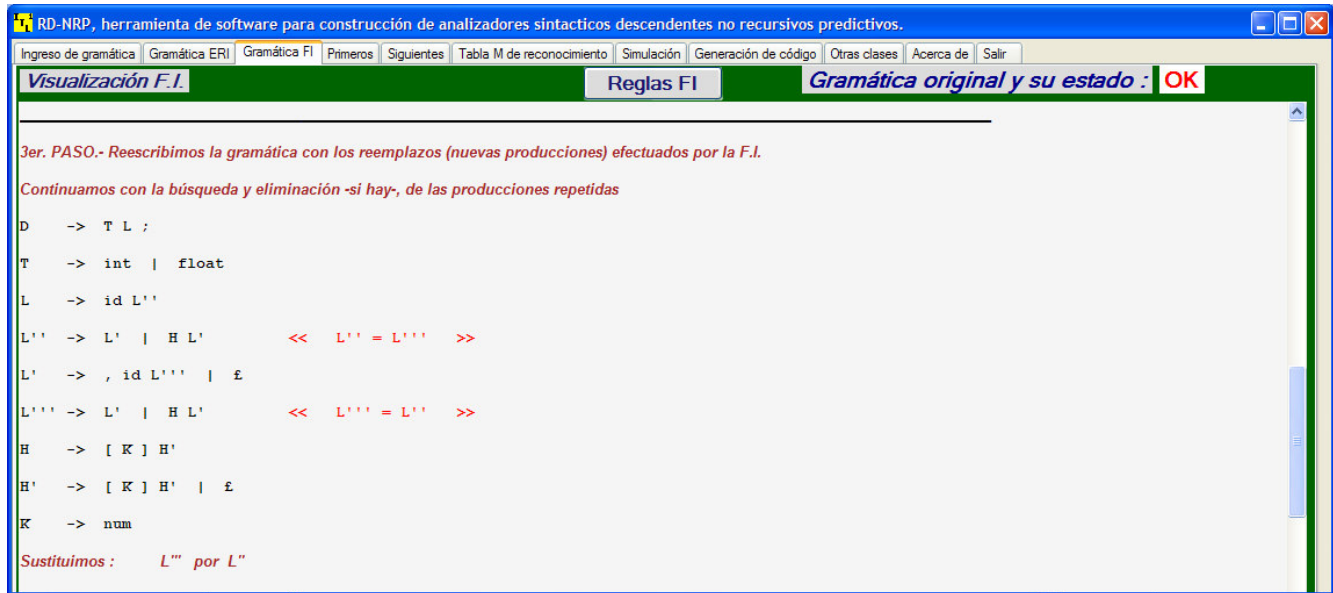 RD-NRP, herramienta de software para construcción de analizadores sintacticos descendentes no recursivos predictivos.
Ingreso de gramática Gramática ERI Gramática FI Primeros Siguientes Tabla M de reconocimiento Simulación Generación de código Otras clases Acerca de Salir
Visualización F.I. Reglas FI Gramática original y su estado : OK
3er. PASO.- Reescribimos la gramática con los reemplazos (nuevas producciones) efectuados por la F.I.
Continuamos con la búsqueda y eliminación -si hay-, de las producciones repetidas
D -> T L ;
T -> int | float
L -> id L''
L'' -> L' | H L' << L'' = L''' >>
L' -> , id L''' | £
L''' -> L' | H L' << L''' = L'' >>
H -> [ K ] H'
H' -> [ K ] H' | £
K -> num
Sustituimos : L''' por L''